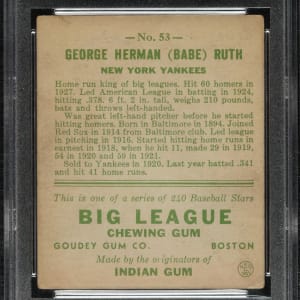 — No. 53 —
GEORGE HERMAN (BABE) RUTH
NEW YORK YANKEES
Home run king of big leagues. Hit 60 homers in
1927. Led American League in batting in 1924,
hitting .378. 6 ft. 2 in. tall, weighs 210 pounds,
bats and throws left-handed.
Was great left-hand pitcher before he started
hitting homers. Born in Baltimore in 1894. Joined
Red Sox in 1914 from Baltimore club. Led league
in pitching in 1916. Started hitting home runs in
earnest in 1918, when he hit 11, making 29 in 1919,
54 in 1920 and 59 in 1921.
Sold to Yankees in 1920. Last year batted .341
and hit 41 home runs.
This is one of a series of 240 Baseball Stars
BIG LEAGUE
CHEWING GUM
GOUDEY GUM CO. BOSTON
Made by the originators of
INDIAN GUM